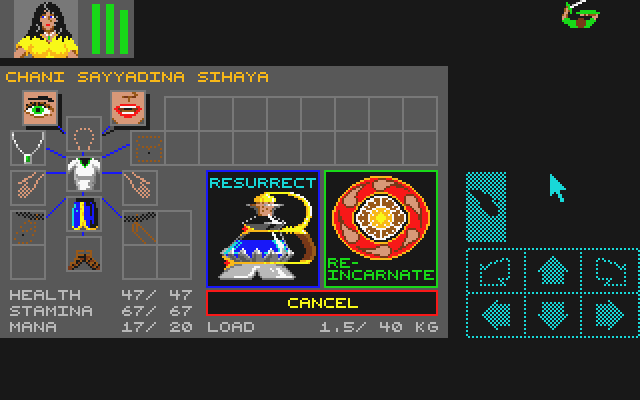 CHANI SAYYADINA SIHAYA
RESURRECT
RE-
INCARNATE
CANCEL
HEALTH 47/ 47
STAMINA 67/ 67
MANA 17/ 20 LOAD 1.5/ 40 KG